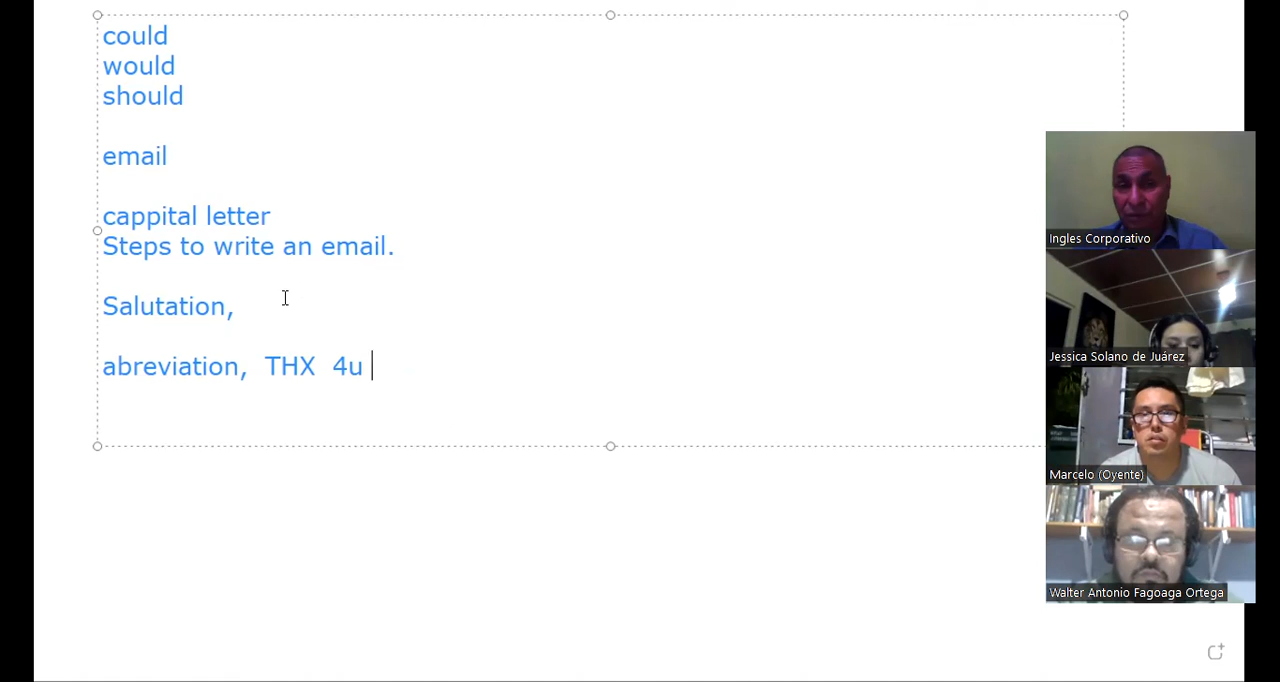 could
would
should
email
cappital letter
Steps to write an email.
Salutation,
abreviation,  THX  4u
Ingles Corporativo
Jessica Solano de Juárez
Marcelo (Oyente)
Walter Antonio Fagoaga Ortega